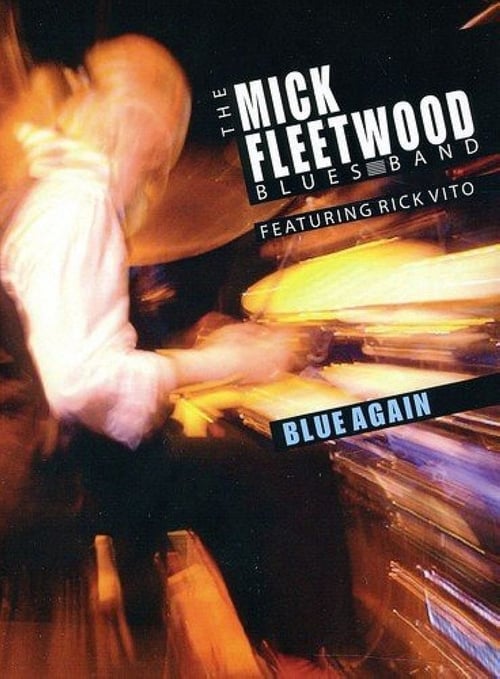 THE
MICK
FLEETWOOD
BLUES BAND
FEATURING RICK VITO
BLUE AGAIN